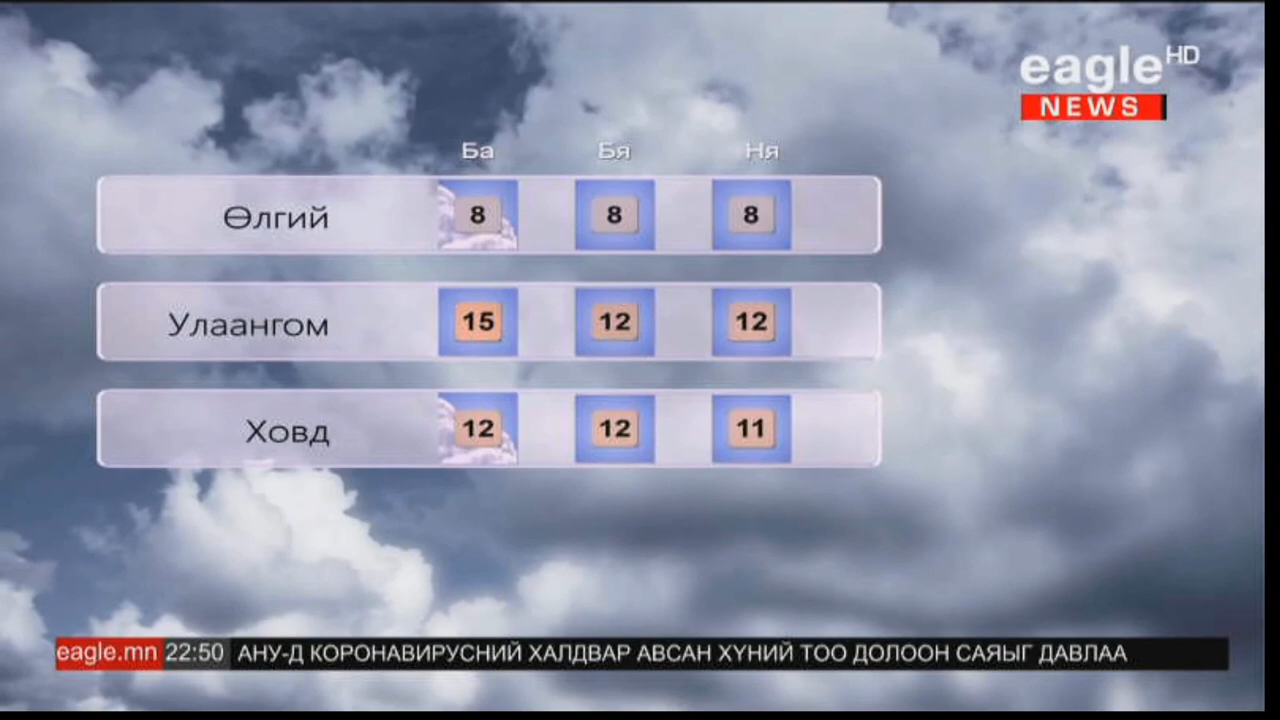 eagle HD
NEWS
Ба Бя Ня
Өлгий 8 8 8
Улаангом 15 12 12
Ховд 12 12 11
eagle.mn 22:50 АНУ-Д КОРОНАВИРУСНИЙ ХАЛДВАР АВСАН ХҮНИЙ ТОО ДОЛООН САЯЫГ ДАВЛАА